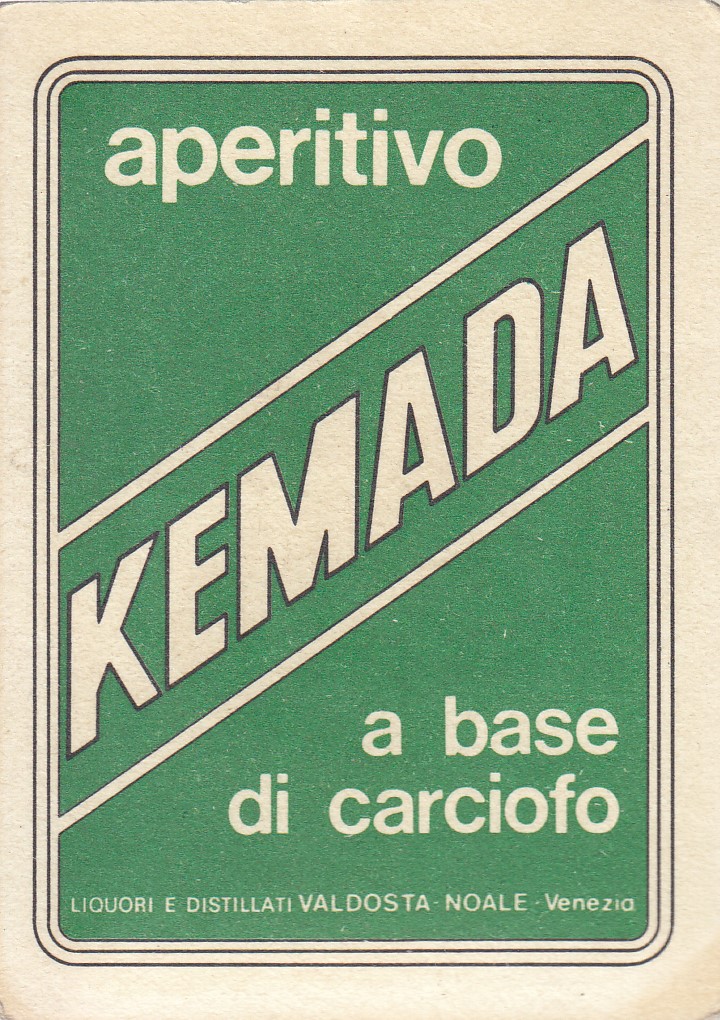 aperitivo
KEMADA
a base
di carciofo
LIQUORI E DISTILLATI VALDOSTA - NOALE - Venezia